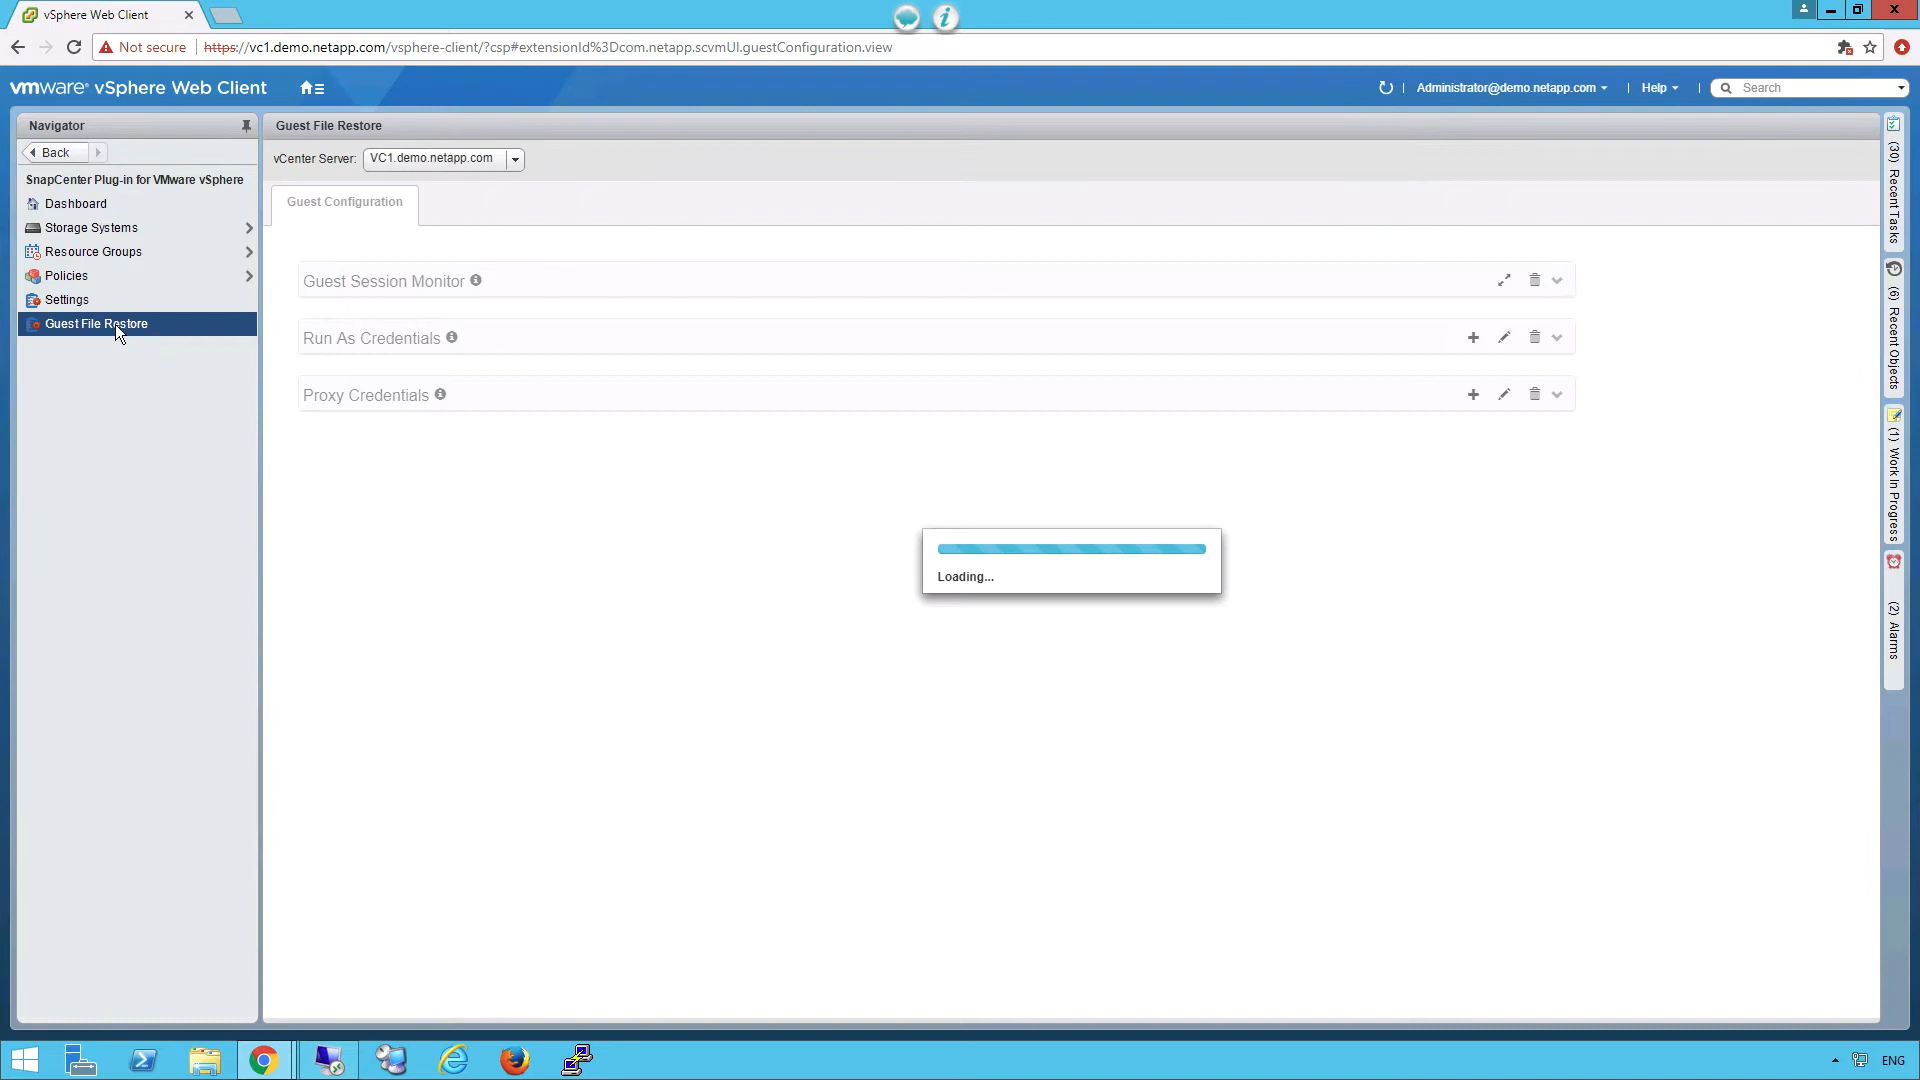 vSphere Web Client
Not secure
https://vc1.demo.netapp.com/vsphere-client/?csp#extensionId%3Dcom.netapp.scvmUI.guestConfiguration.view
vmware® vSphere Web Client
Administrator@demo.netapp.com
Help
Search
Navigator
Back
SnapCenter Plug-in for VMware vSphere
Dashboard
Storage Systems
Resource Groups
Policies
Settings
Guest File Restore
Guest File Restore
vCenter Server:
VC1.demo.netapp.com
Guest Configuration
Guest Session Monitor
Run As Credentials
Proxy Credentials
Loading...
(30) Recent Tasks
(6) Recent Objects
(1) Work In Progress
(2) Alarms
ENG